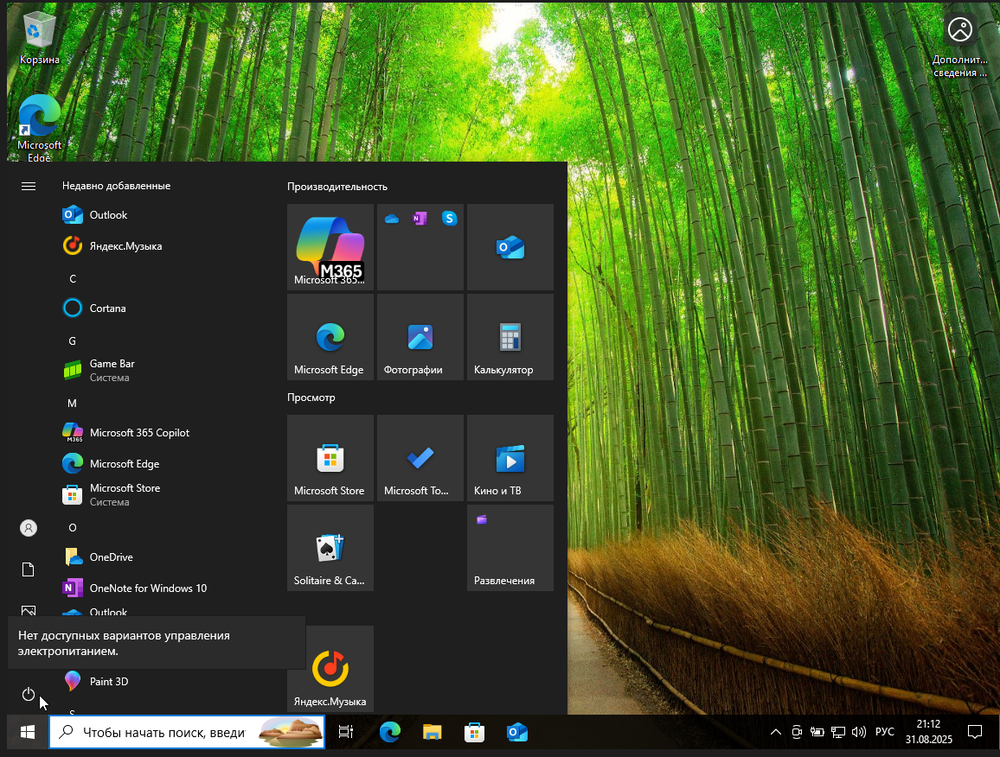 Корзина
Дополнит...
сведения ...
Microsoft
Edge
Недавно добавленные
Outlook
Яндекс.Музыка
C
Cortana
G
Game Bar
Система
M
Microsoft 365 Copilot
M365
Microsoft Edge
Microsoft Store
Система
O
OneDrive
OneNote for Windows 10
Outlook
Нет доступных вариантов управления
электропитанием.
Paint 3D
S
Производительность
M365
Microsoft 365...
Microsoft Edge
Фотографии
Калькулятор
Просмотр
Microsoft Store
Microsoft To...
Кино и ТВ
Solitaire & Ca...
Развлечения
Яндекс.Музыка
Чтобы начать поиск, введи
РУС
21:12
31.08.2025